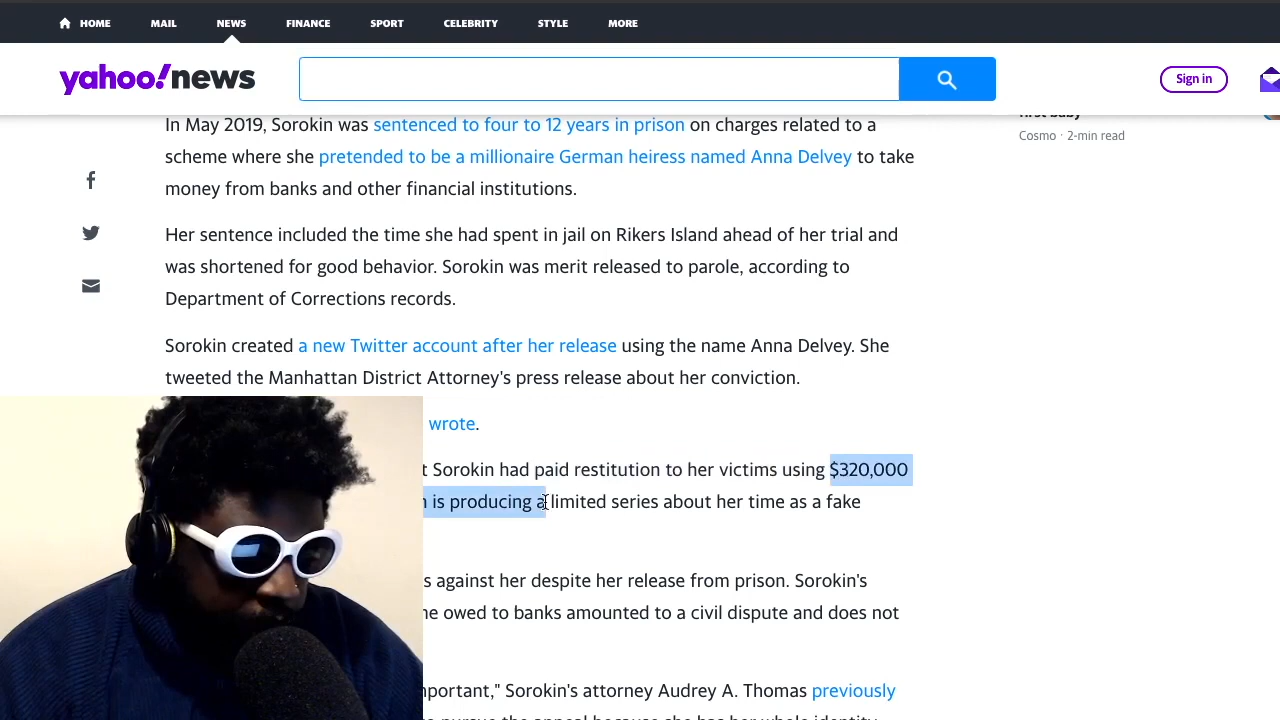 HOME MAIL NEWS FINANCE SPORT CELEBRITY STYLE MORE
yahoo!news
Sign in
In May 2019, Sorokin was sentenced to four to 12 years in prison on charges related to a
scheme where she pretended to be a millionaire German heiress named Anna Delvey to take
money from banks and other financial institutions.
Her sentence included the time she had spent in jail on Rikers Island ahead of her trial and
was shortened for good behavior. Sorokin was merit released to parole, according to
Department of Corrections records.
Sorokin created a new Twitter account after her release using the name Anna Delvey. She
tweeted the Manhattan District Attorney's press release about her conviction.
wrote.
Sorokin had paid restitution to her victims using $320,000
is producing a limited series about her time as a fake
against her despite her release from prison. Sorokin's
owed to banks amounted to a civil dispute and does not
Sorokin's attorney Audrey A. Thomas previously
Cosmo · 2-min read